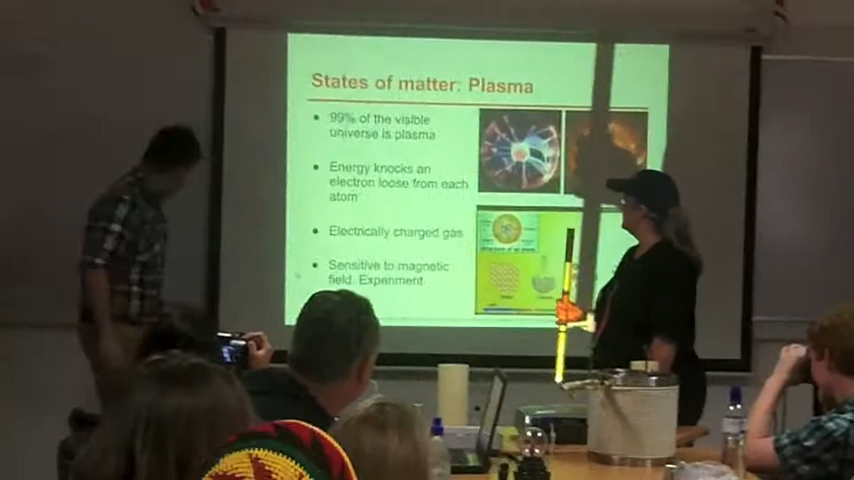 States of matter: Plasma
99% of the visible
universe is plasma
Energy knocks an
electron loose from each
atom
Electrically charged gas
Sensitive to magnetic
field. Experiment